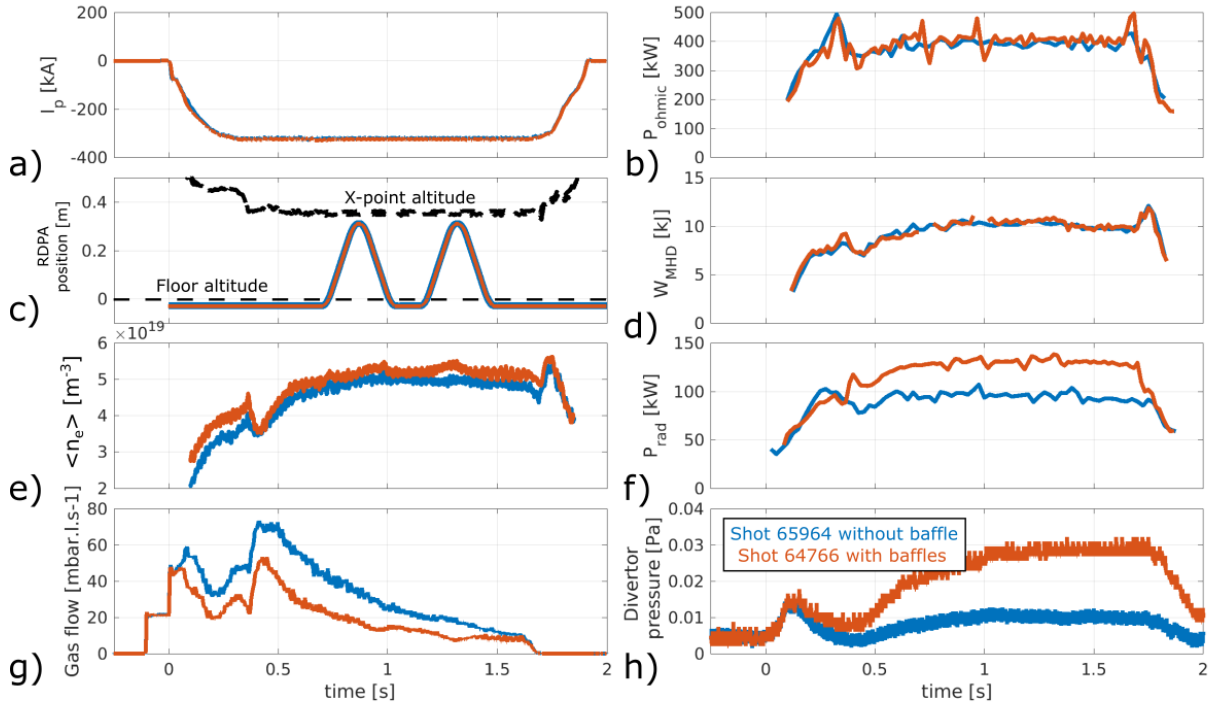 200
0
-200
-400
I_p [kA]
a)
500
400
300
200
100
0
P_ohmic [kW]
b)
0.4
0.2
0
RDPA
position [m]
X-point altitude
Floor altitude
c)
15
10
5
0
W_MHD [kJ]
d)
×10^19
6
5
4
3
2
<n_e> [m^-3]
e)
150
100
50
0
P_rad [kW]
f)
80
60
40
20
0
Gas flow [mbar.l.s-1]
g)
0 0.5 1 1.5 2
time [s]
0.04
0.03
0.02
0.01
0
Divertor
pressure [Pa]
Shot 65964 without baffle
Shot 64766 with baffles
h)
0 0.5 1 1.5 2
time [s]